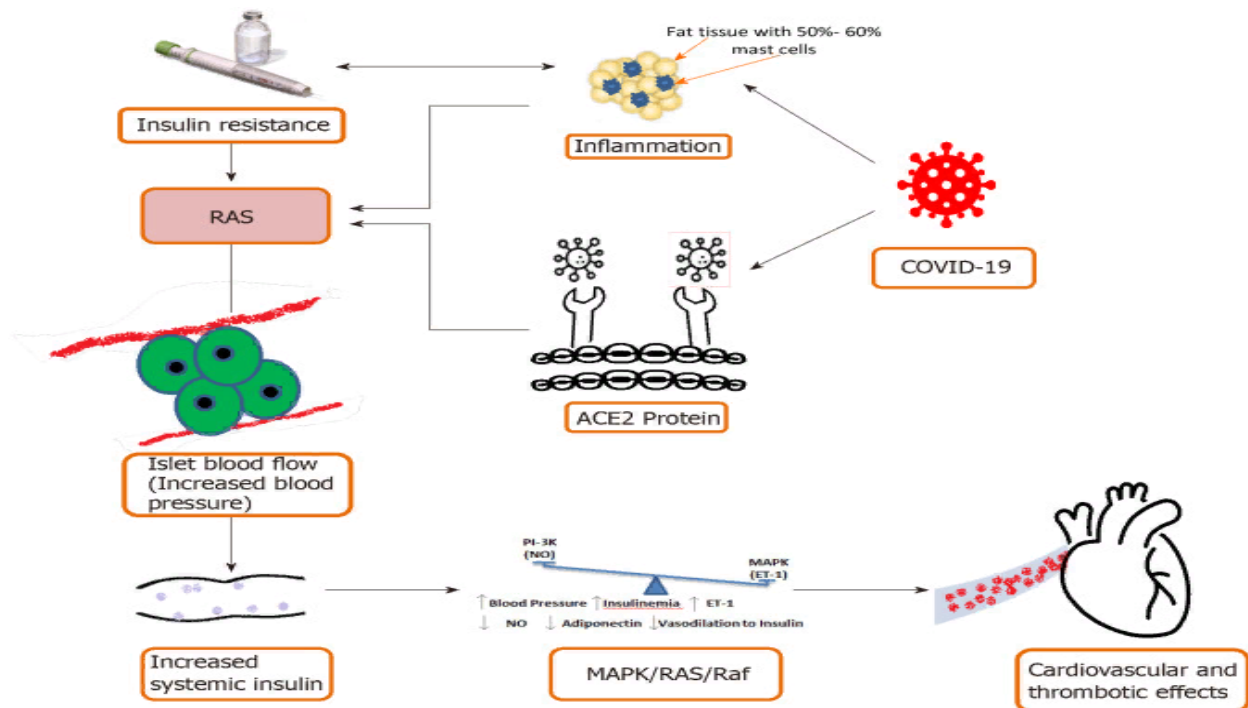 Fat tissue with 50%- 60%
mast cells
Insulin resistance
Inflammation
RAS
COVID-19
ACE2 Protein
Islet blood flow
(Increased blood
pressure)
PI-3K
(NO)
MAPK
(ET-1)
↑ Blood Pressure ↑ Insulinemia ↑ ET-1
↓ NO ↓ Adiponectin ↓ Vasodilation to Insulin
Increased
systemic insulin
MAPK/RAS/Raf
Cardiovascular and
thrombotic effects